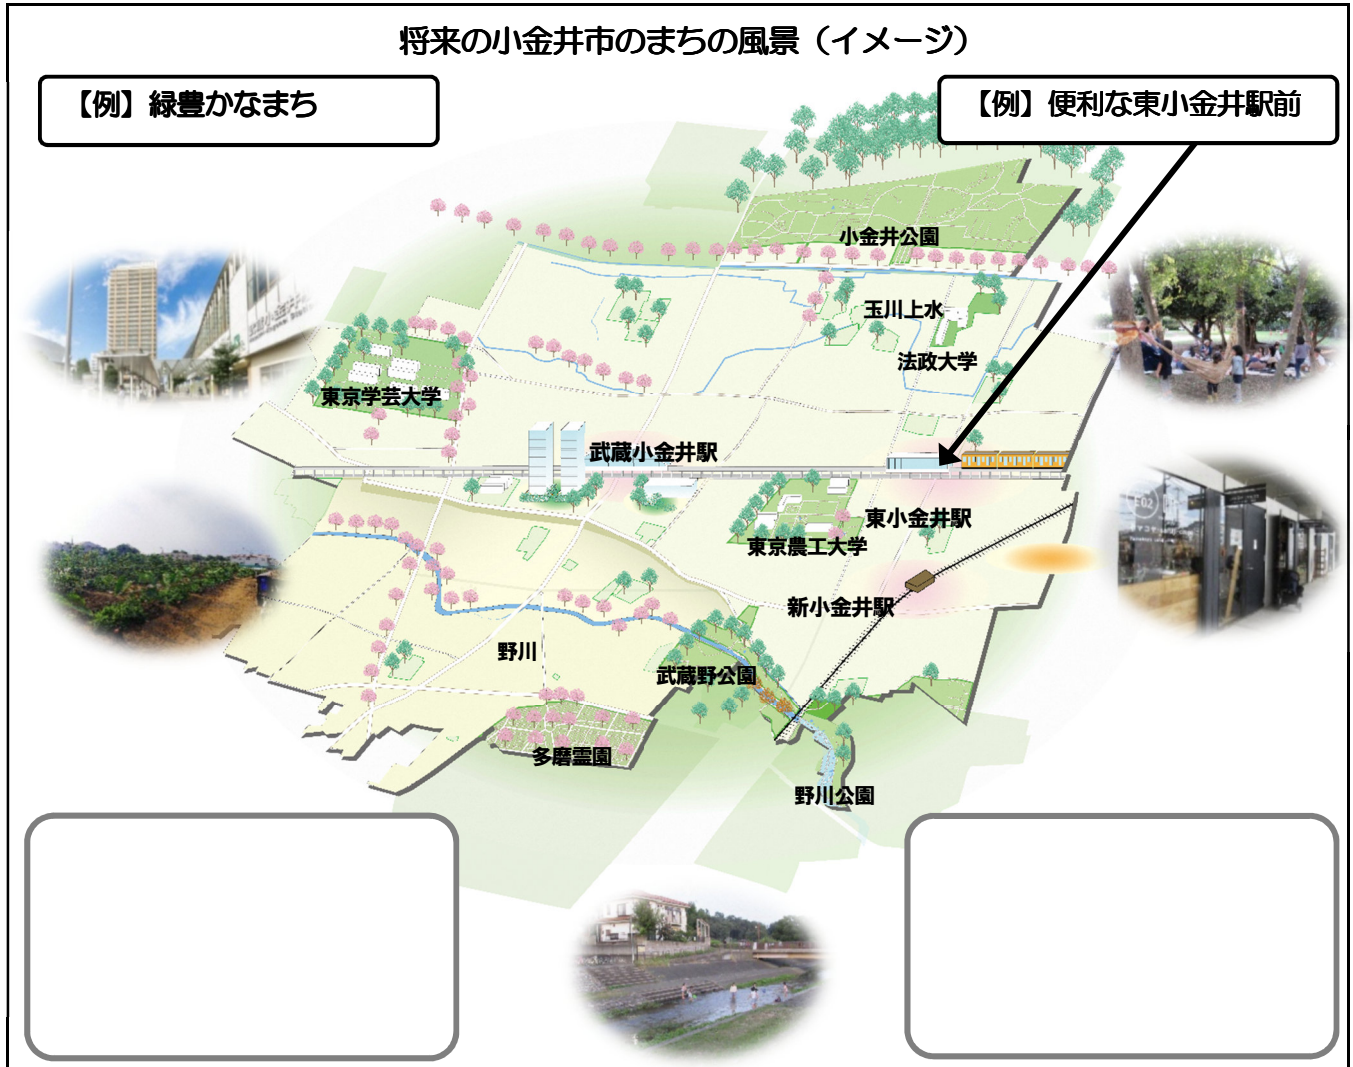 将来の小金井市のまちの風景（イメージ）
【例】緑豊かなまち
【例】便利な東小金井駅前
小金井公園
玉川上水
法政大学
東京学芸大学
武蔵小金井駅
東小金井駅
東京農工大学
新小金井駅
野川
武蔵野公園
多磨霊園
野川公園
E02